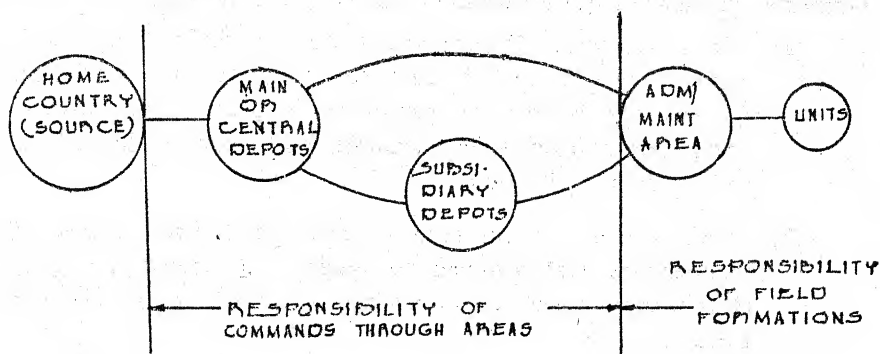 HOME
COUNTRY
(SOURCE)
MAIN
OR
CENTRAL
DEPOTS
SUBSI-
DIARY
DEPOTS
ADM/
MAINT
AREA
UNITS
RESPONSIBILITY OF
COMMANDS THROUGH AREAS
RESPONSIBILITY
OF FIELD
FORMATIONS